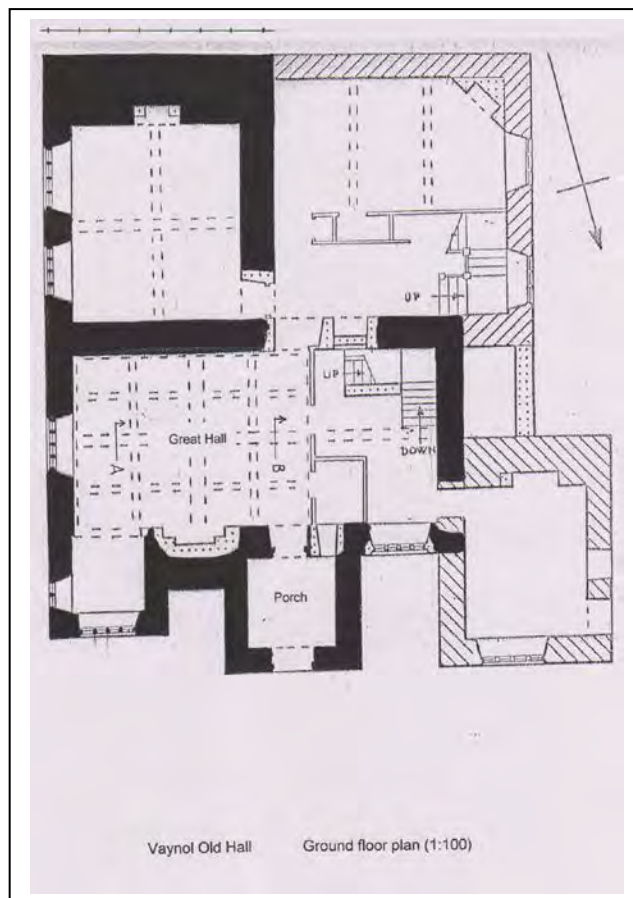 UP
UP
Great Hall
A
B
DOWN
Porch
Vaynol Old Hall Ground floor plan (1:100)